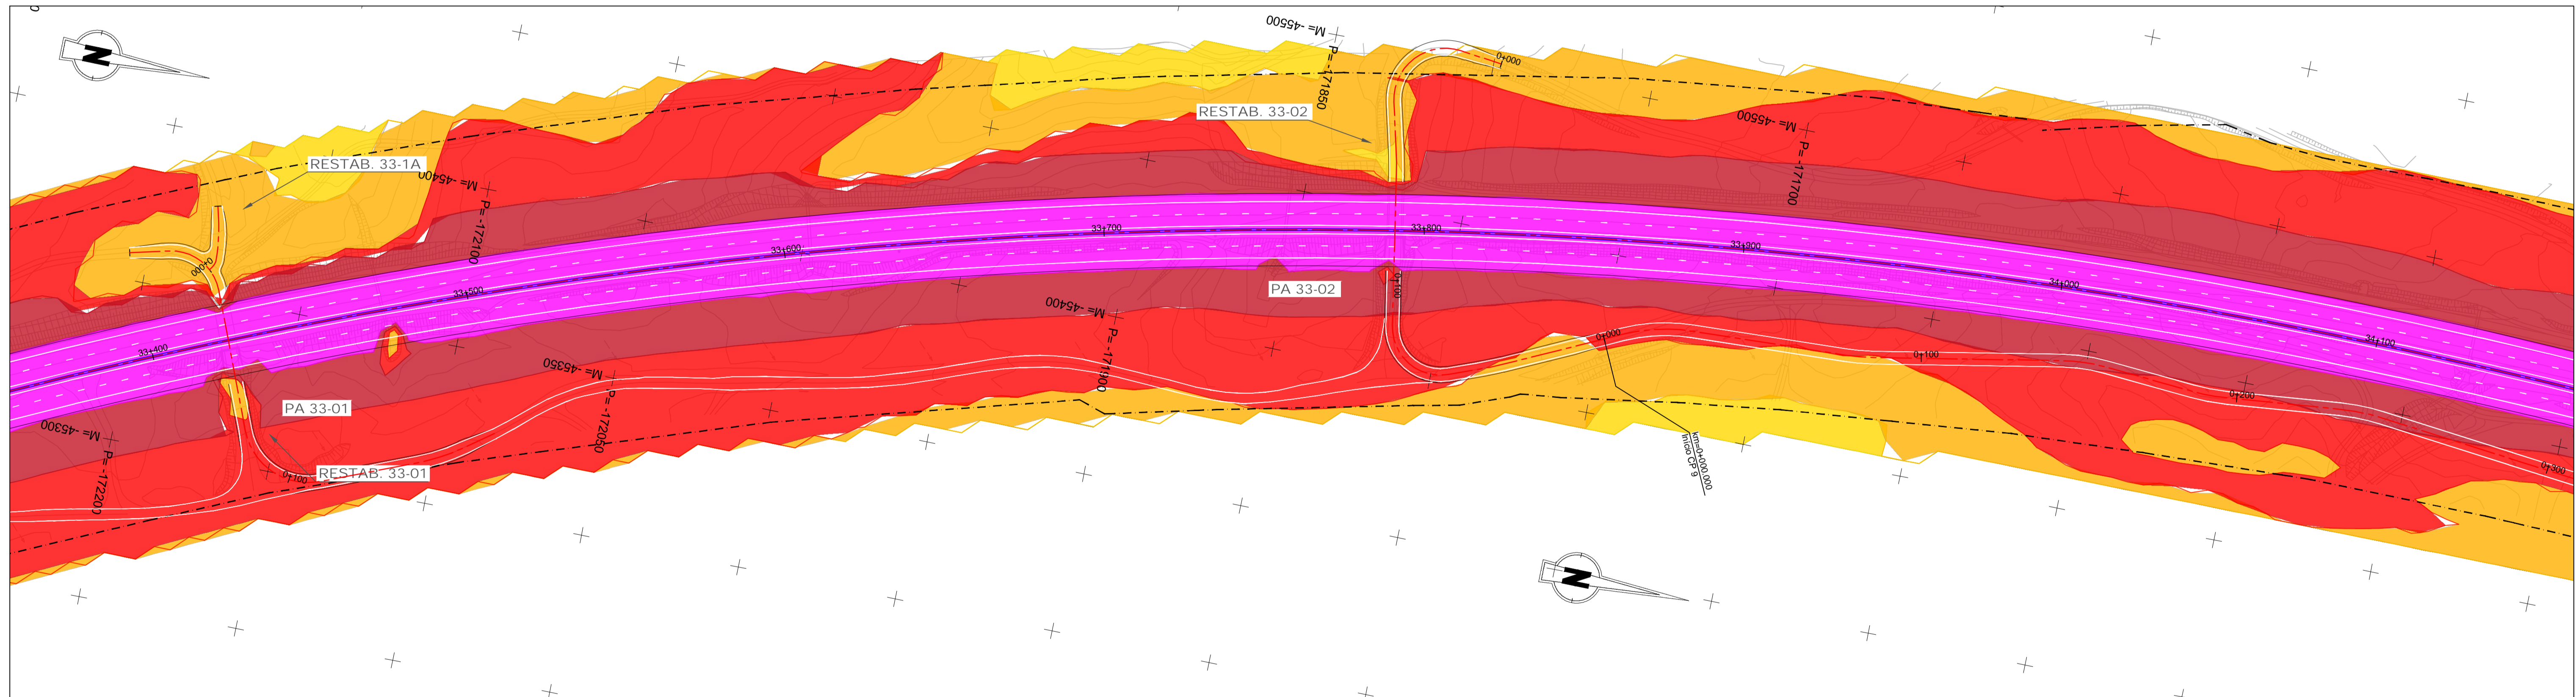 M= -45500
P= -171850
0+000
N
RESTAB. 33-02
RESTAB. 33-1A
M= -45400
P= -172100
M= -45500
P= -171700
0+000
33+400
33+500
33+600
33+700
33+800
33+900
34+000
34+100
PA 33-02
0+100
M= -45400
P= -171900
M= -45350
P= -172050
0+000
0+100
0+200
0+300
PA 33-01
M= -45300
P= -172200
RESTAB. 33-01
0+100
km=0+000.000
Início CP 9
N